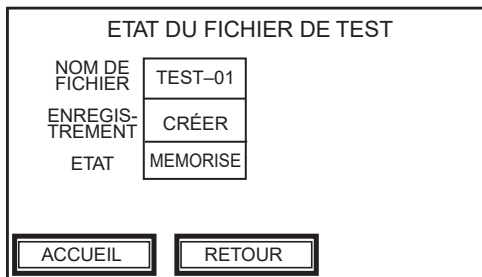 ETAT DU FICHIER DE TEST
NOM DE
FICHIER
TEST–01
ENREGIS-
TREMENT
CRÉER
ETAT
MEMORISE
ACCUEIL
RETOUR